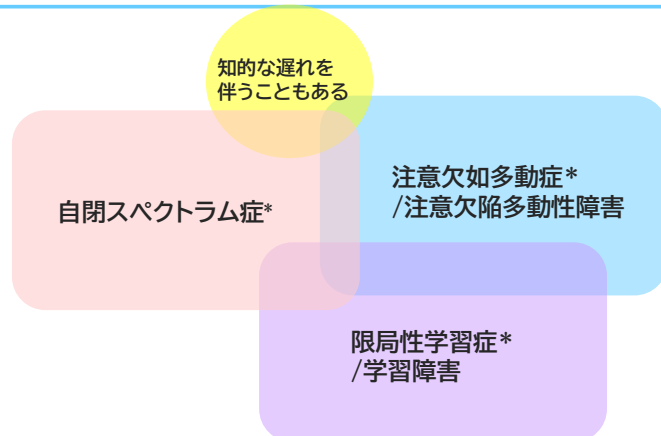 知的な遅れを
伴うこともある
自閉スペクトラム症*
注意欠如多動症*
/注意欠陥多動性障害
限局性学習症*
/学習障害